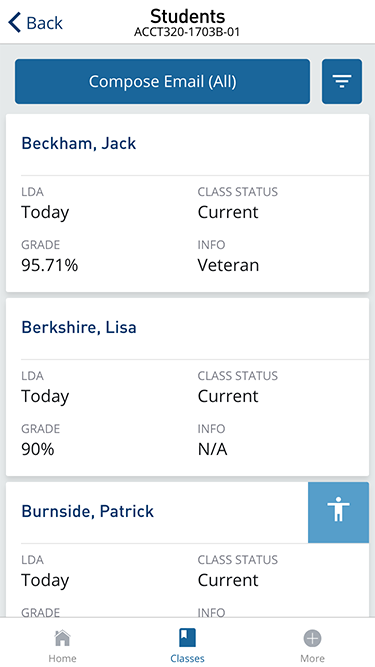 Back
Students
ACCT320-1703B-01
Compose Email (All)
Beckham, Jack
LDA CLASS STATUS
Today Current
GRADE INFO
95.71% Veteran
Berkshire, Lisa
LDA CLASS STATUS
Today Current
GRADE INFO
90% N/A
Burnside, Patrick
LDA CLASS STATUS
Today Current
GRADE INFO
Home Classes More